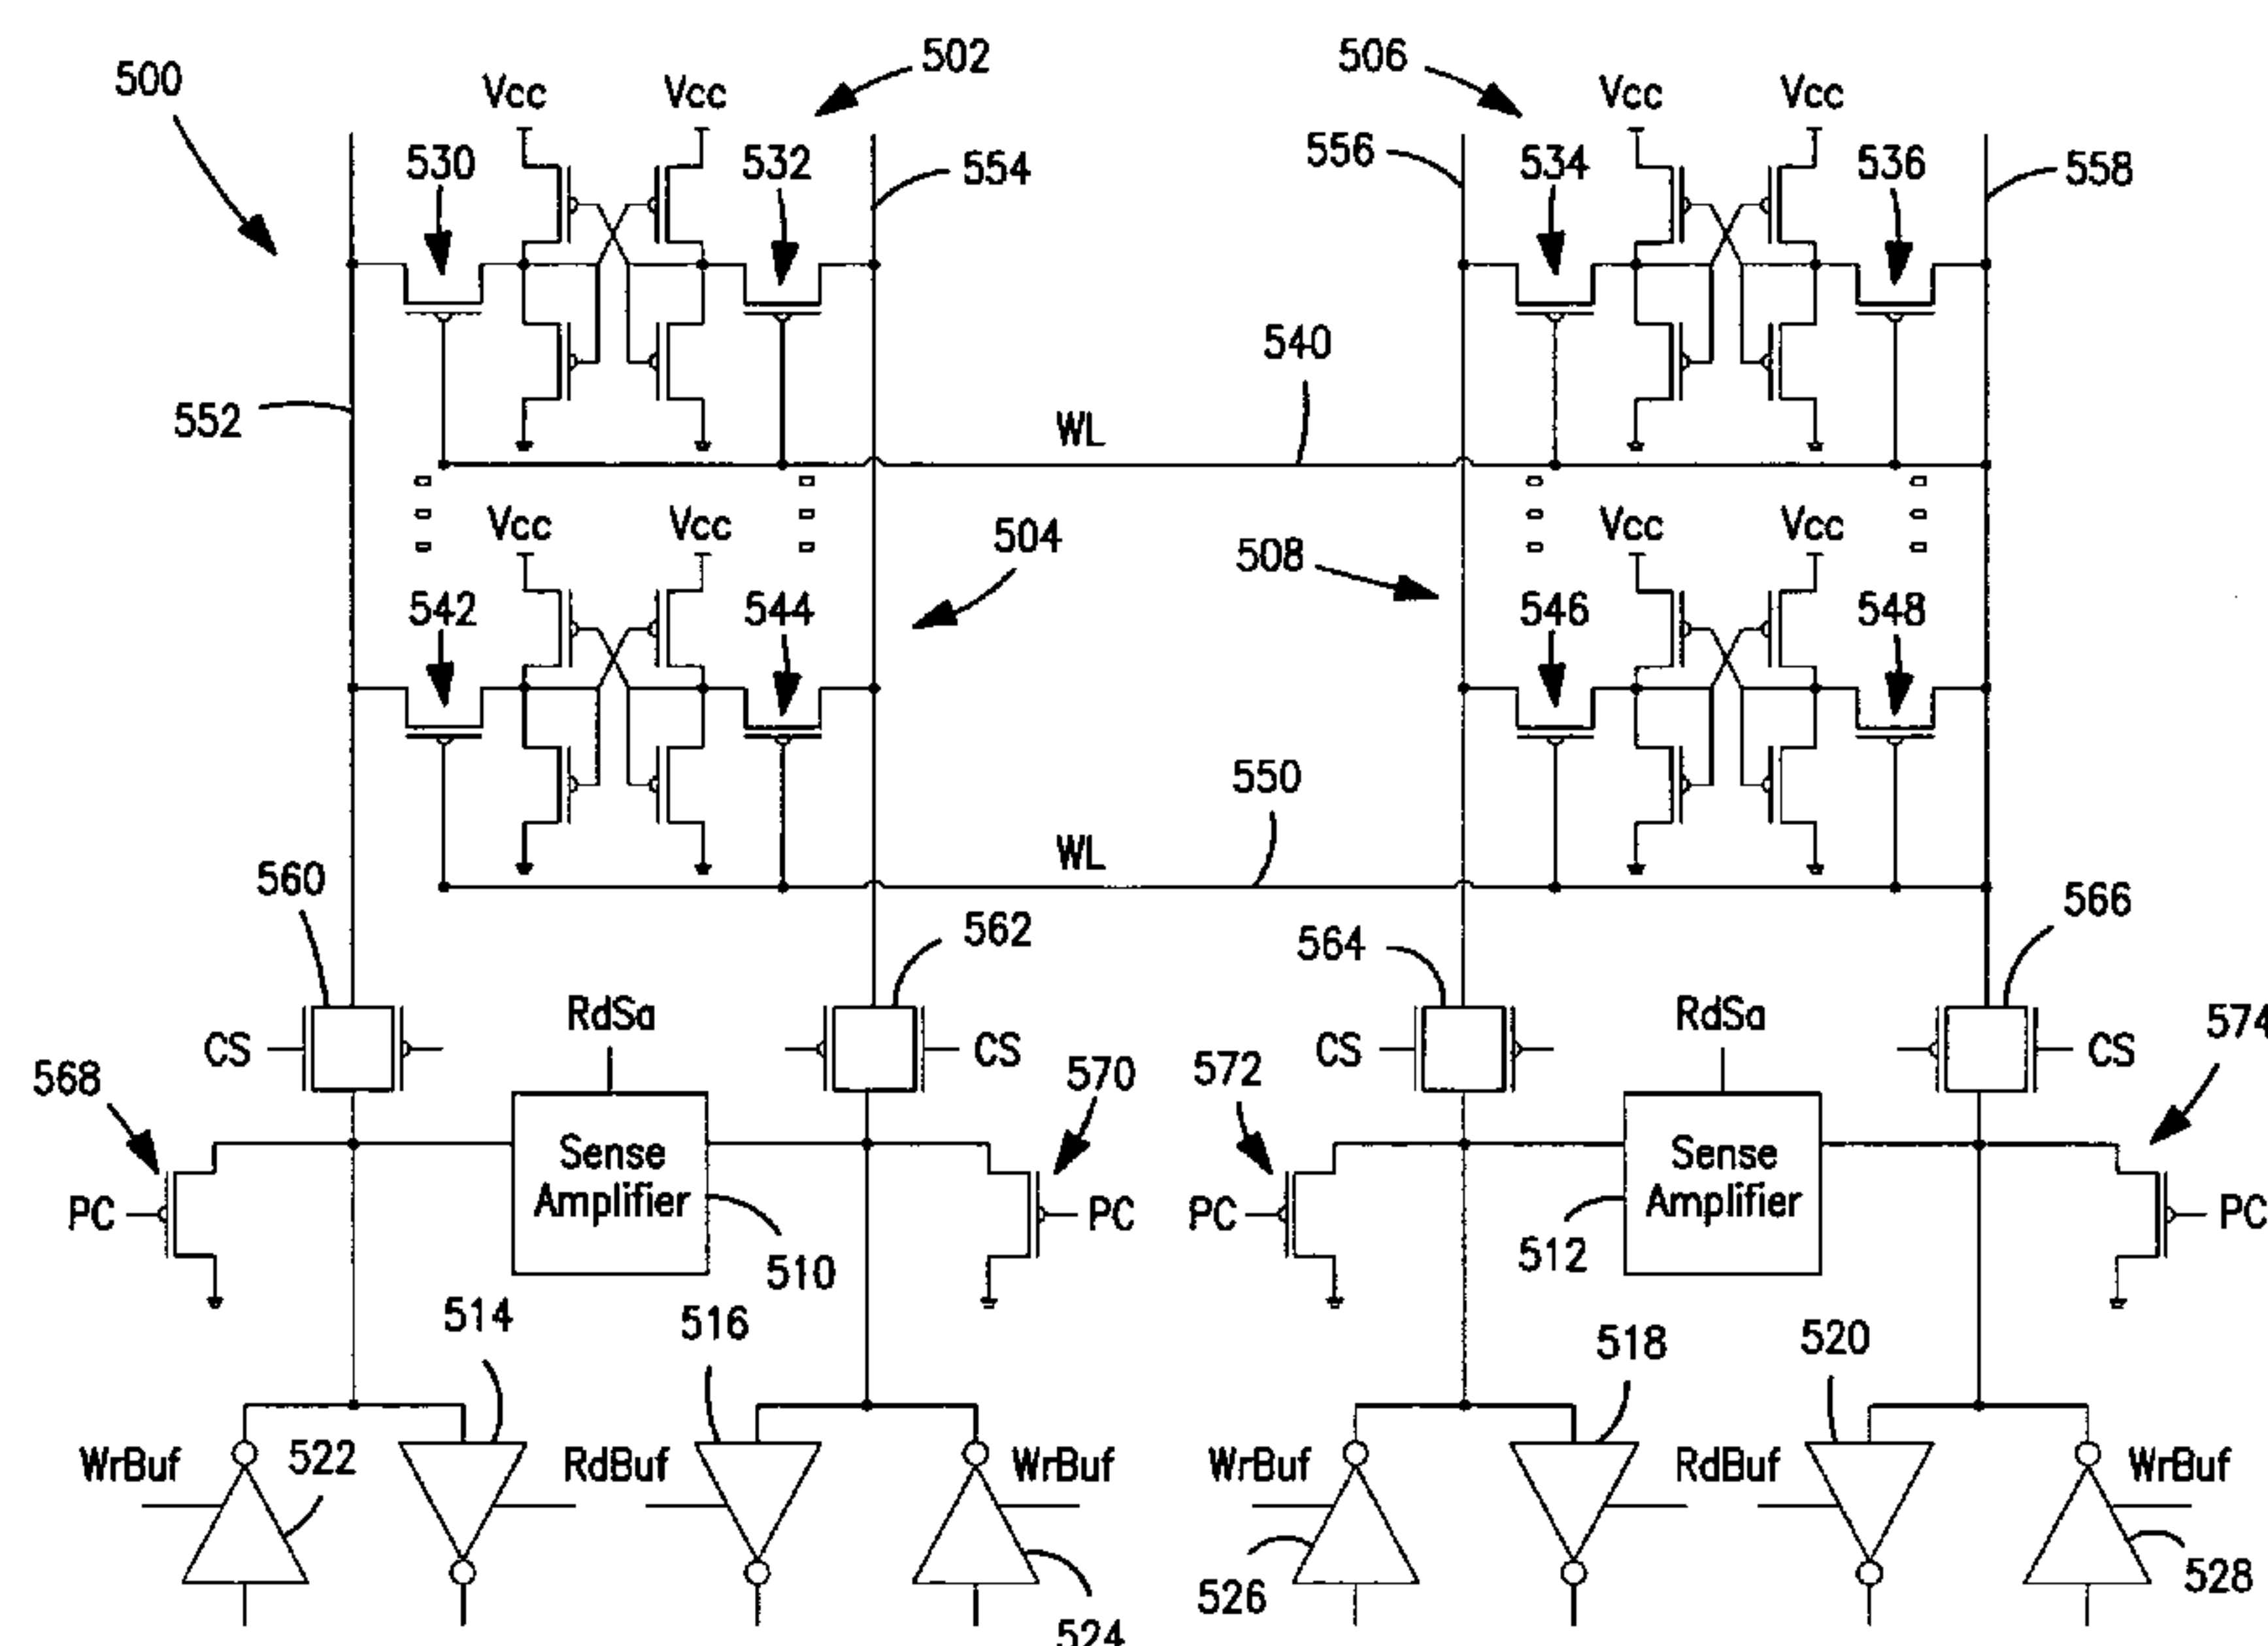 500
Vcc
Vcc
502
506
Vcc
Vcc
530
532
554
556
534
536
558
552
WL
540
Vcc
Vcc
504
508
Vcc
Vcc
542
544
546
548
WL
550
560
562
564
566
CS
RdSa
CS
CS
RdSa
CS
568
570
572
574
PC
Sense
Amplifier
PC
PC
Sense
Amplifier
PC
510
512
514
516
518
520
WrBuf
522
RdBuf
WrBuf
WrBuf
RdBuf
WrBuf
524
526
528